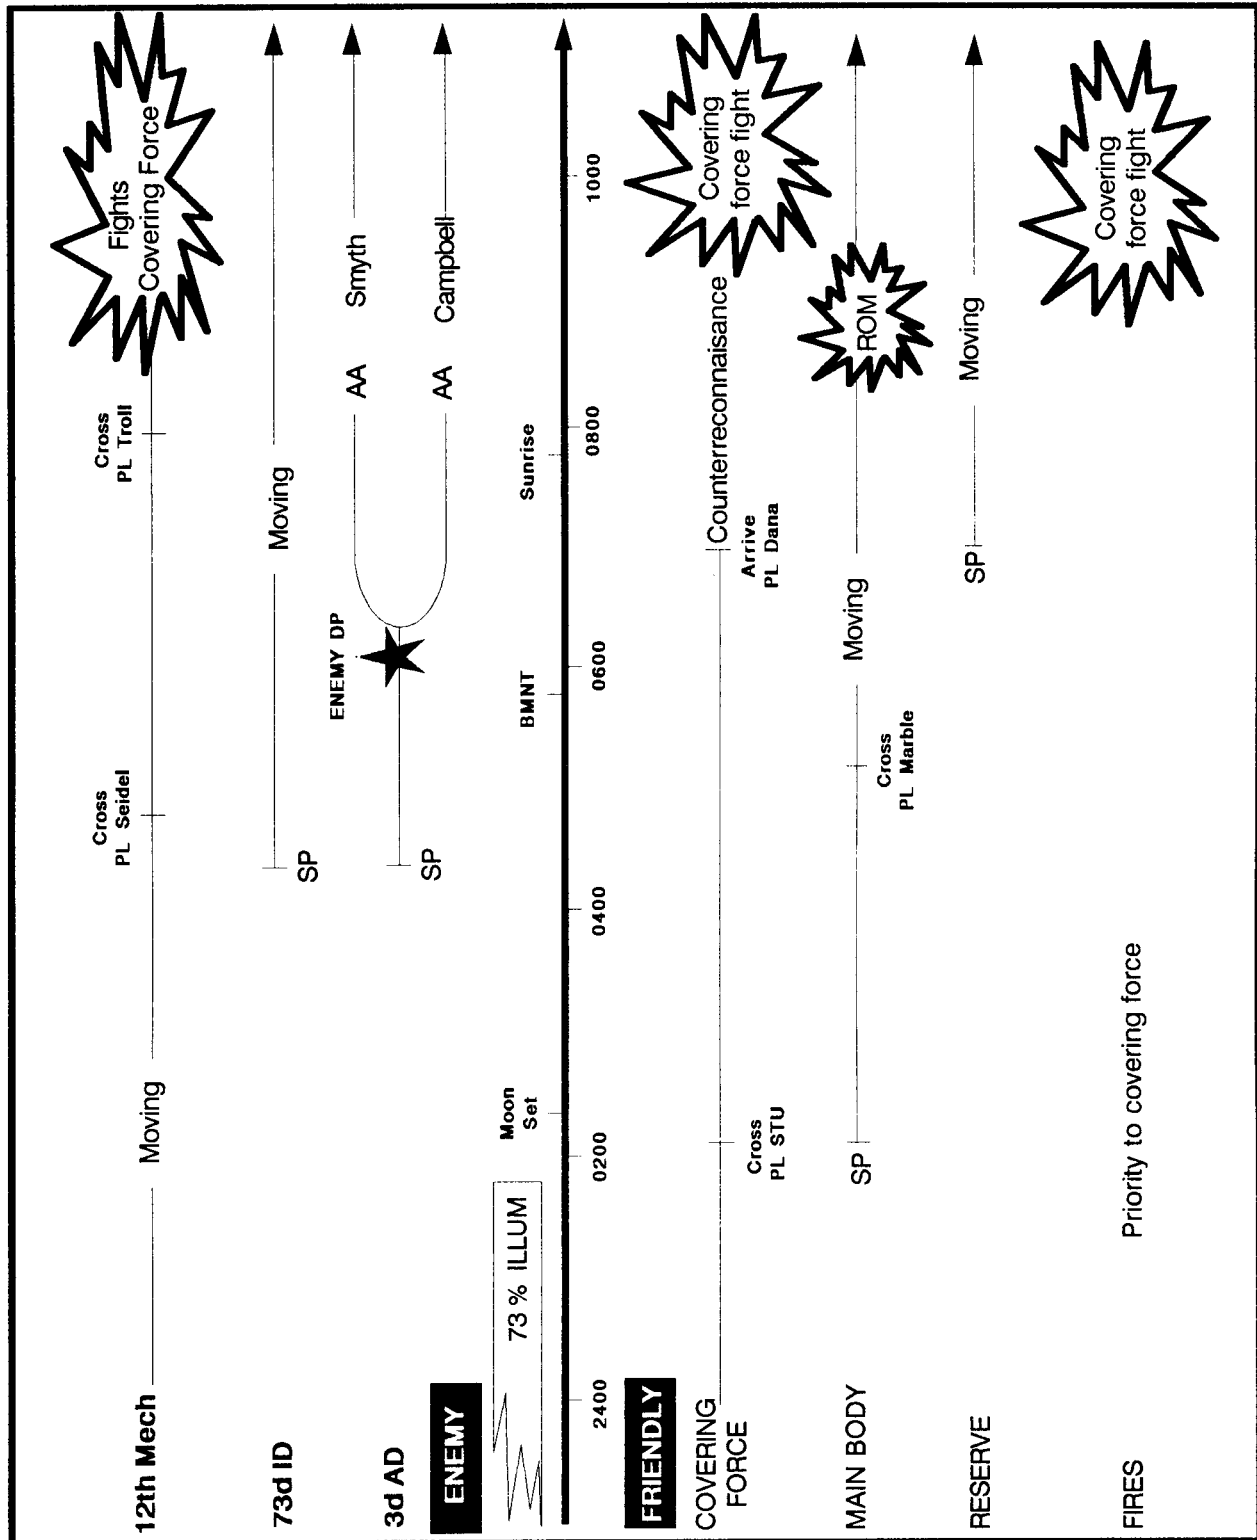 12th Mech
Moving
Cross
PL Seidel
Cross
PL Troll
Fights
Covering Force
73d ID
SP
Moving
3d AD
SP
ENEMY DP
AA Smyth
AA Campbell
ENEMY
73 % ILLUM
Moon
Set
BMNT
Sunrise
2400
0200
0400
0600
0800
1000
FRIENDLY
COVERING
FORCE
Cross
PL STU
Arrive
PL Dana
Counterreconnaisance
Covering
force fight
MAIN BODY
SP
Cross
PL Marble
Moving
ROM
RESERVE
SP
Moving
FIRES
Priority to covering force
Covering
force fight